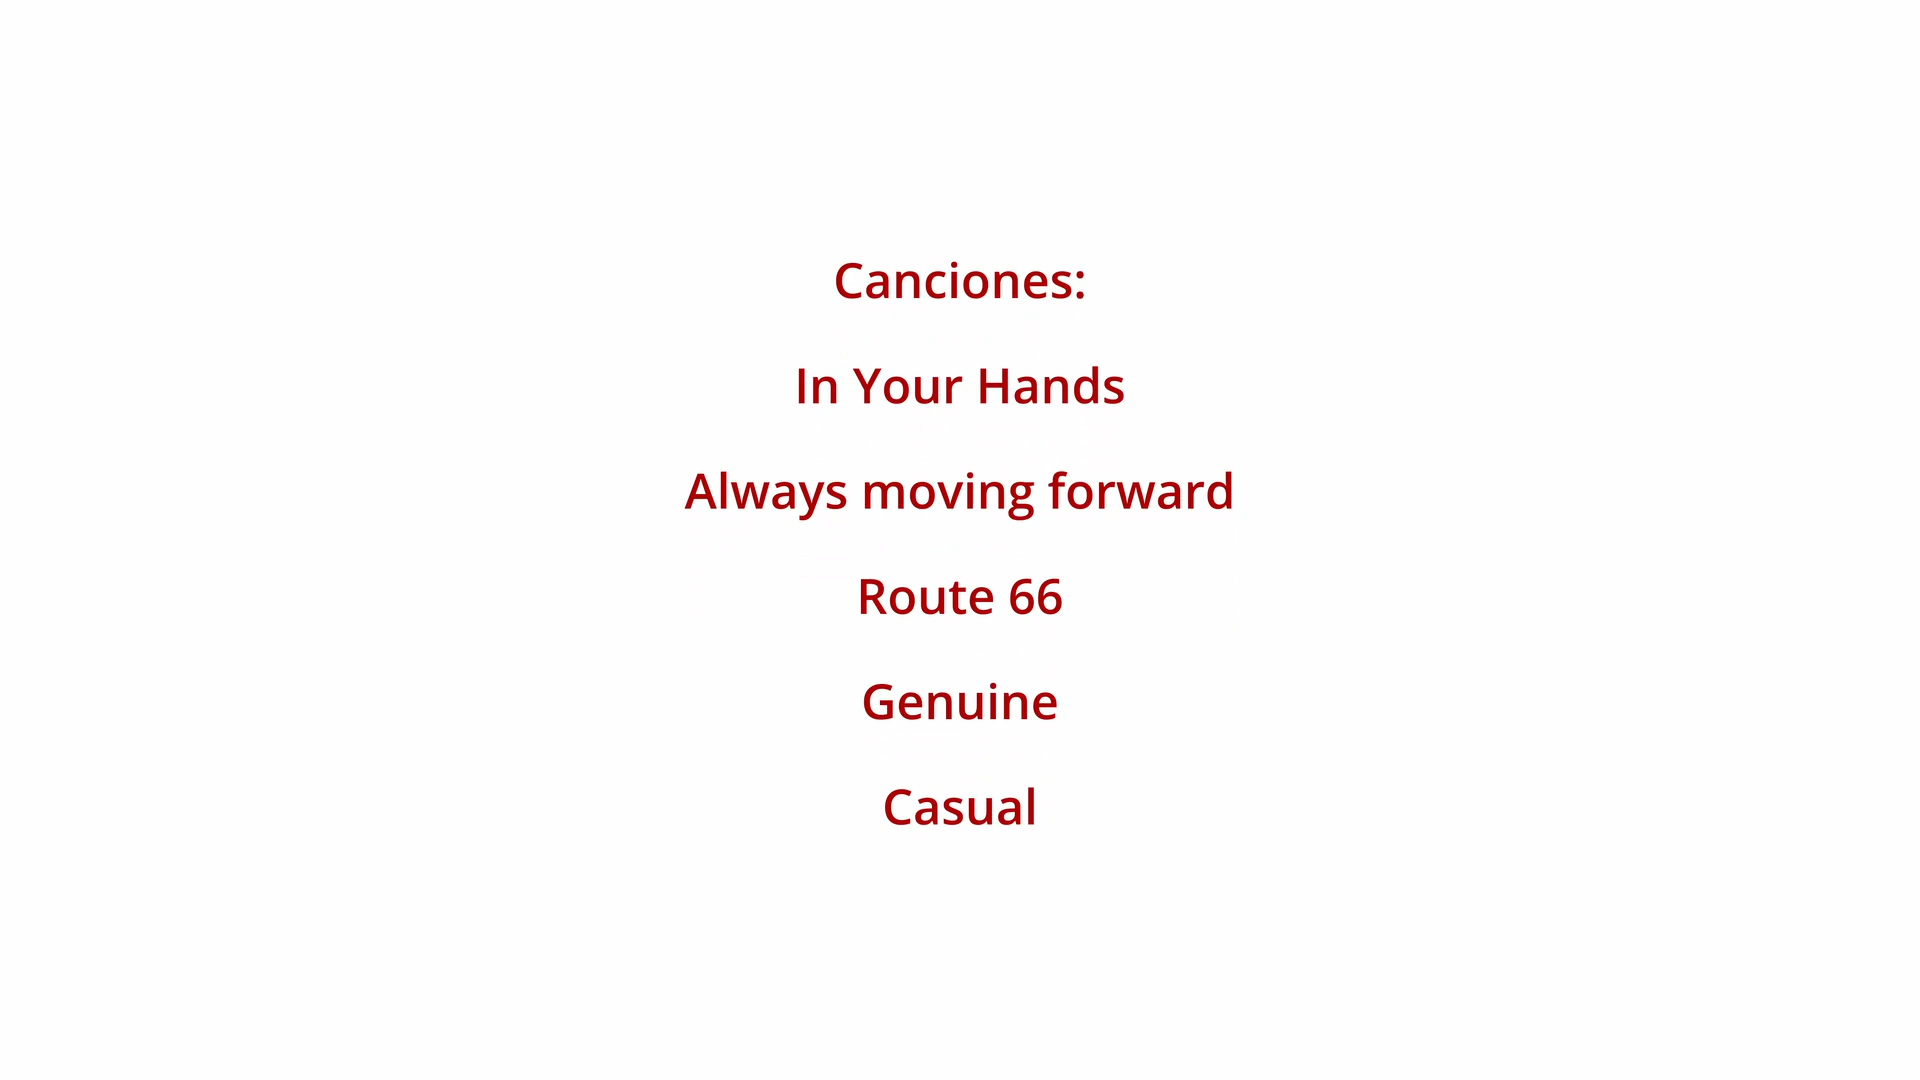 Canciones:
In Your Hands
Always moving forward
Route 66
Genuine
Casual